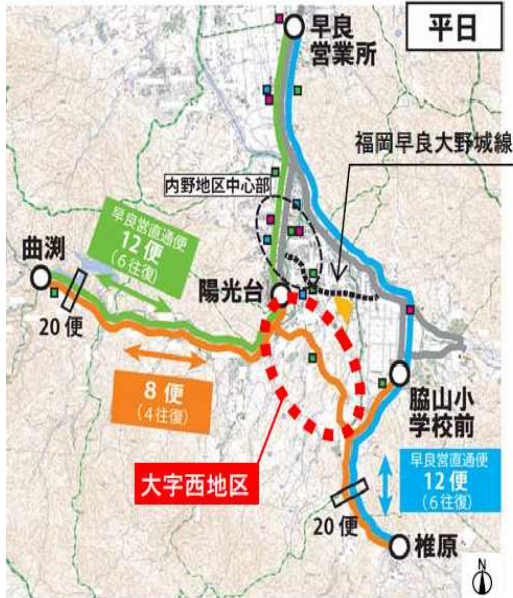 平日
早良
営業所
福岡早良大野城線
内野地区中心部
早良営直通便
12便
(6往復)
曲渕
陽光台
20便
8便
(4往復)
脇山小
学校前
大字西地区
早良営直通便
12便
(6往復)
20便
椎原
N